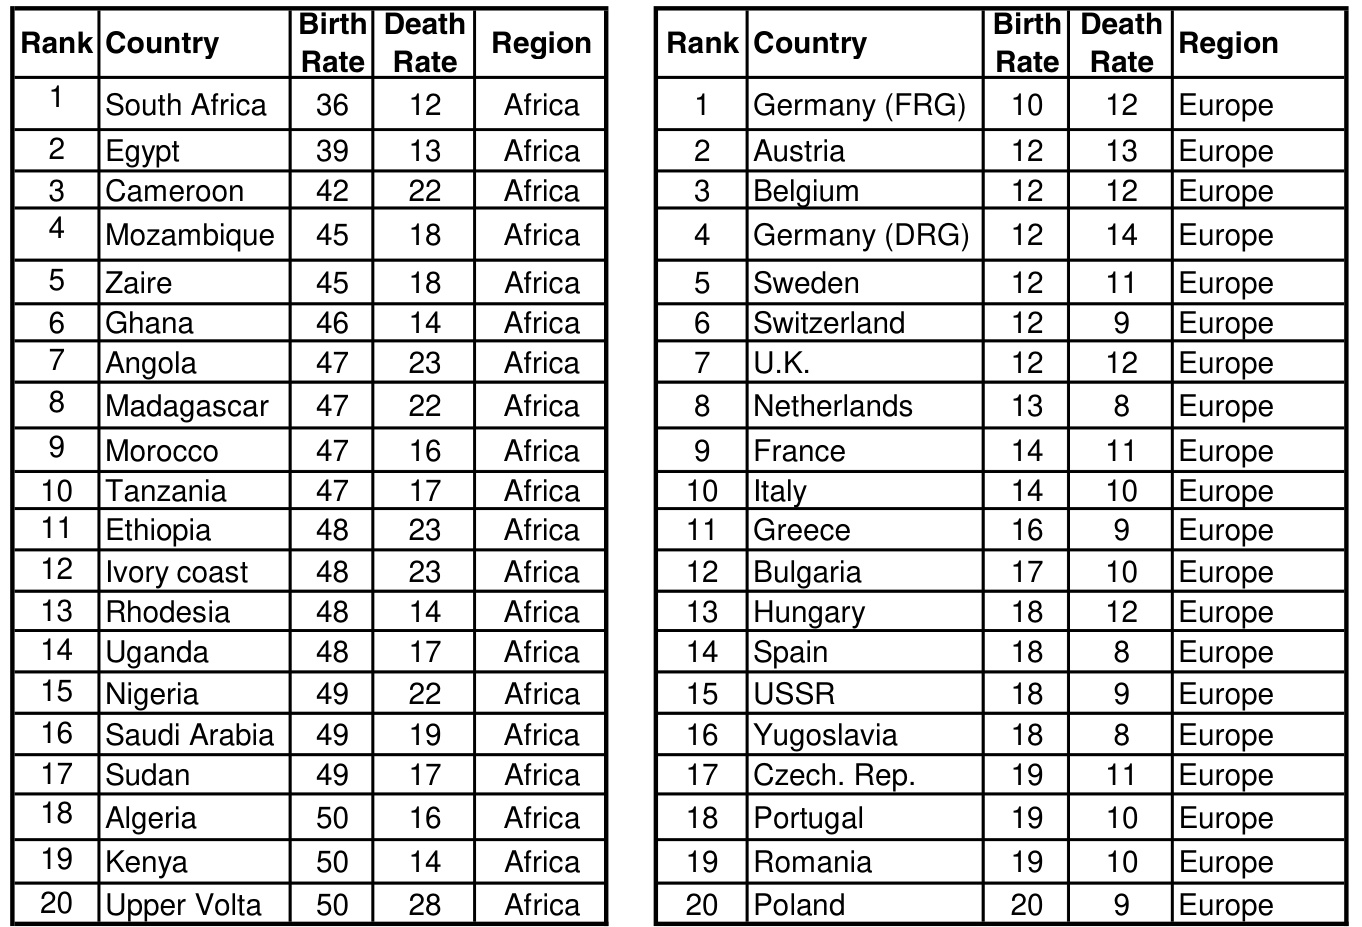 Rank Country Birth Rate Death Rate Region
1 South Africa 36 12 Africa
2 Egypt 39 13 Africa
3 Cameroon 42 22 Africa
4 Mozambique 45 18 Africa
5 Zaire 45 18 Africa
6 Ghana 46 14 Africa
7 Angola 47 23 Africa
8 Madagascar 47 22 Africa
9 Morocco 47 16 Africa
10 Tanzania 47 17 Africa
11 Ethiopia 48 23 Africa
12 Ivory coast 48 23 Africa
13 Rhodesia 48 14 Africa
14 Uganda 48 17 Africa
15 Nigeria 49 22 Africa
16 Saudi Arabia 49 19 Africa
17 Sudan 49 17 Africa
18 Algeria 50 16 Africa
19 Kenya 50 14 Africa
20 Upper Volta 50 28 Africa
Rank Country Birth Rate Death Rate Region
1 Germany (FRG) 10 12 Europe
2 Austria 12 13 Europe
3 Belgium 12 12 Europe
4 Germany (DRG) 12 14 Europe
5 Sweden 12 11 Europe
6 Switzerland 12 9 Europe
7 U.K. 12 12 Europe
8 Netherlands 13 8 Europe
9 France 14 11 Europe
10 Italy 14 10 Europe
11 Greece 16 9 Europe
12 Bulgaria 17 10 Europe
13 Hungary 18 12 Europe
14 Spain 18 8 Europe
15 USSR 18 9 Europe
16 Yugoslavia 18 8 Europe
17 Czech. Rep. 19 11 Europe
18 Portugal 19 10 Europe
19 Romania 19 10 Europe
20 Poland 20 9 Europe